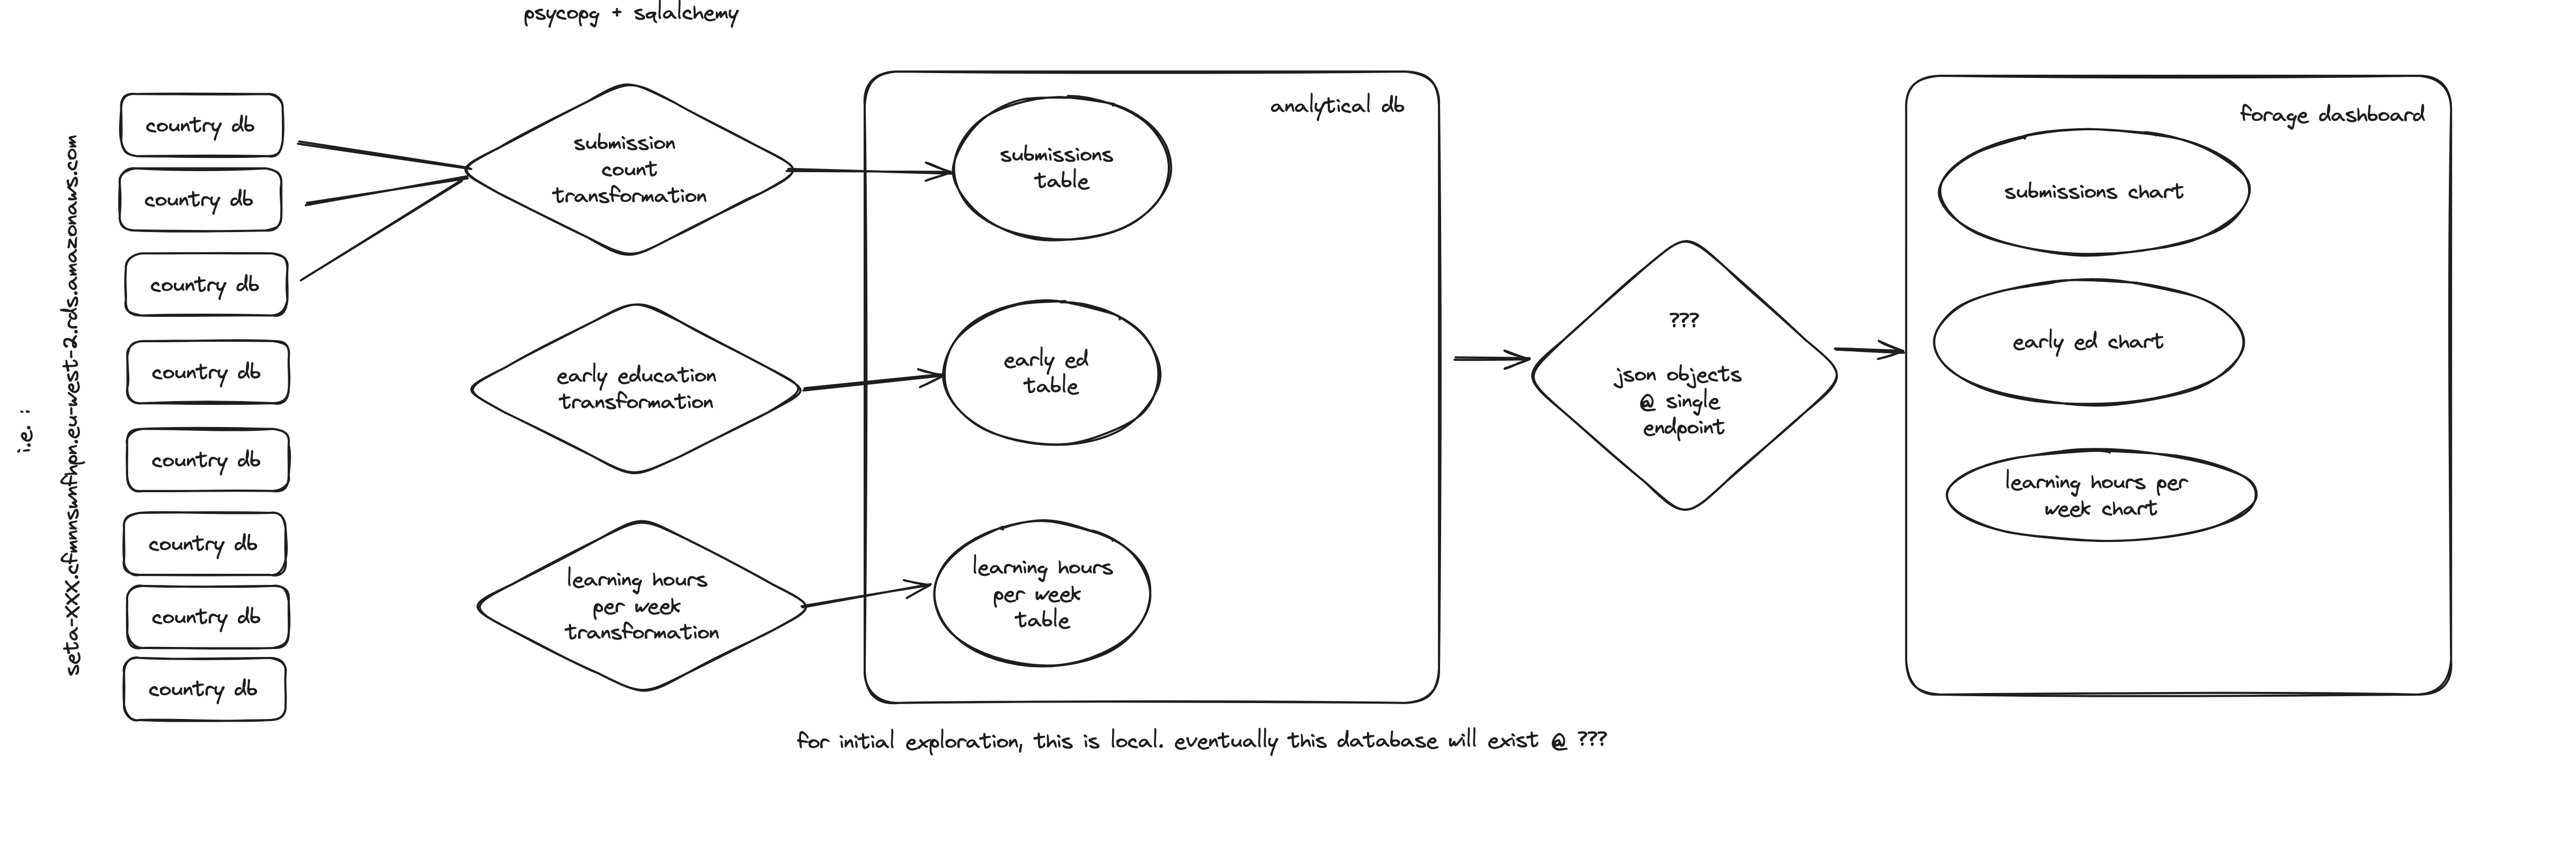 psycopg + sqlalchemy
i.e. :
seta-XXX.cfmnnswnfhpn.eu-west-2.rds.amazonaws.com
country db
country db
country db
country db
country db
country db
country db
country db
submission
count
transformation
early education
transformation
learning hours
per week
transformation
analytical db
submissions
table
early ed
table
learning hours
per week
table
for initial exploration, this is local. eventually this database will exist @ ???
???
json objects
@ single
endpoint
forage dashboard
submissions chart
early ed chart
learning hours per
week chart